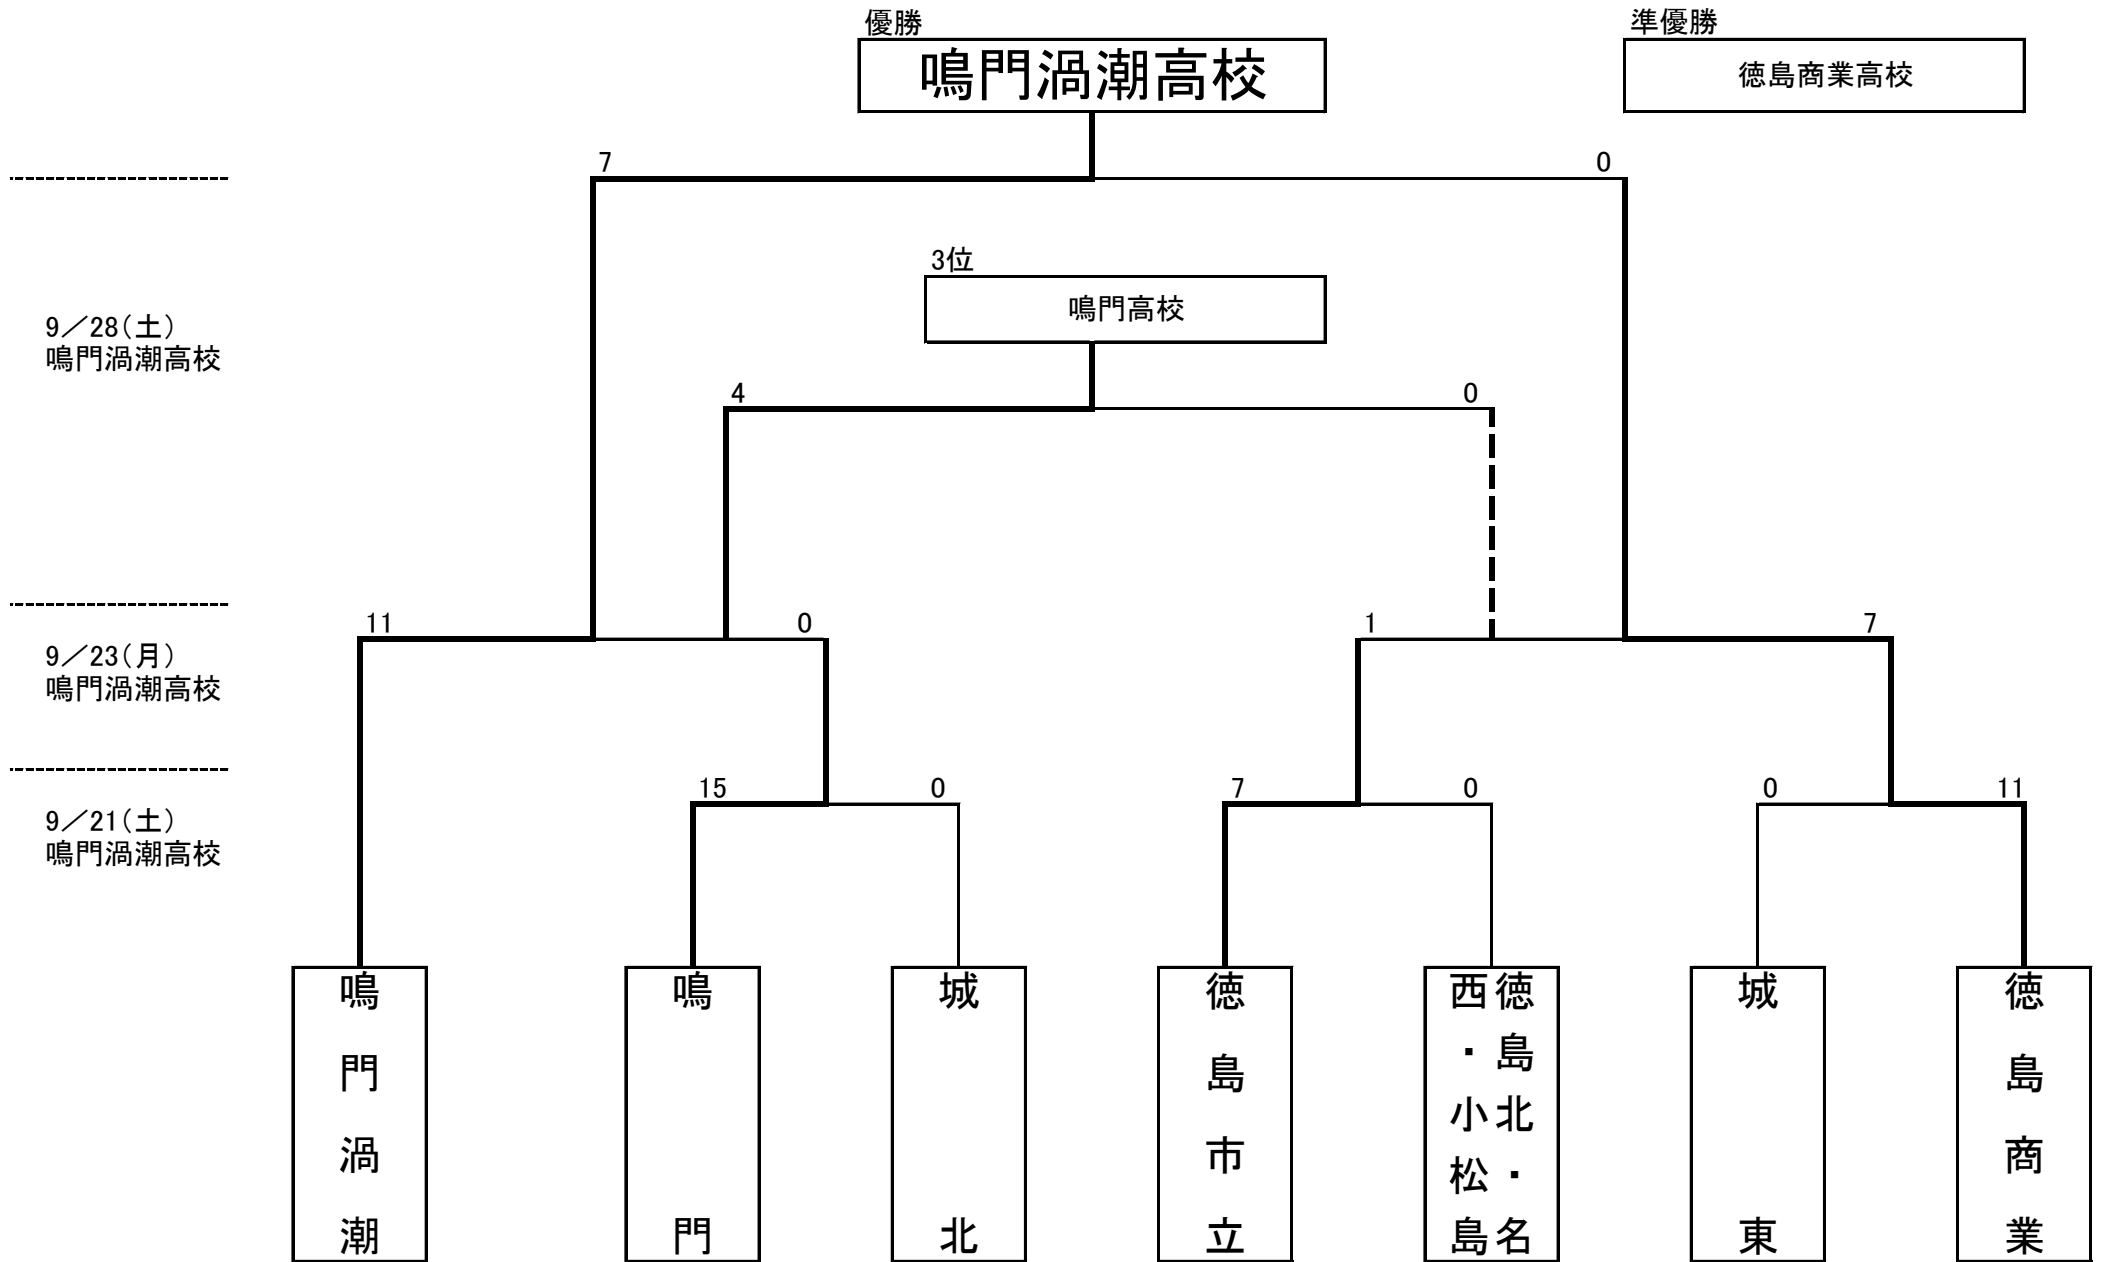 優勝
準優勝
鳴門渦潮高校
徳島商業高校
7
0
3位
鳴門高校
9／28(土)
鳴門渦潮高校
4
0
11
0
1
7
9／23(月)
鳴門渦潮高校
15
0
7
0
0
11
9／21(土)
鳴門渦潮高校
鳴門渦潮
鳴門
城北
徳島市立
徳島北・名
西・小松島
城東
徳島商業